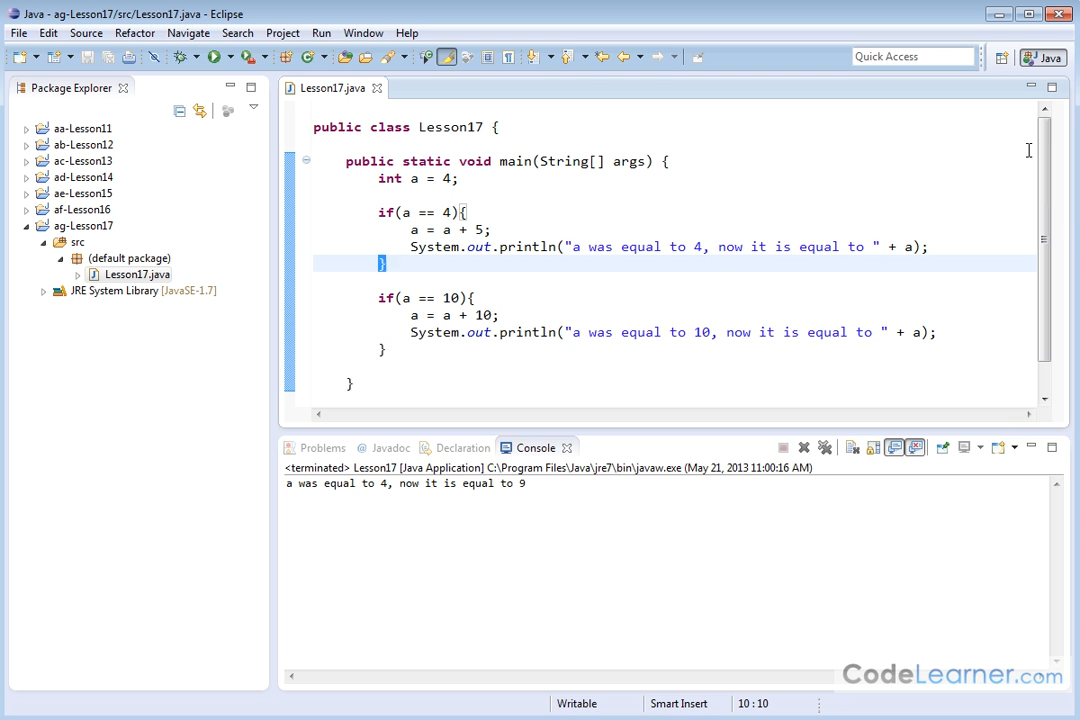 Java - ag-Lesson17/src/Lesson17.java - Eclipse
File Edit Source Refactor Navigate Search Project Run Window Help
Quick Access
Java
Package Explorer
Lesson17.java
aa-Lesson11
ab-Lesson12
ac-Lesson13
ad-Lesson14
ae-Lesson15
af-Lesson16
ag-Lesson17
src
(default package)
Lesson17.java
JRE System Library [JavaSE-1.7]
public class Lesson17 {
public static void main(String[] args) {
int a = 4;
if(a == 4){
a = a + 5;
System.out.println("a was equal to 4, now it is equal to " + a);
}
if(a == 10){
a = a + 10;
System.out.println("a was equal to 10, now it is equal to " + a);
}
}
Problems @ Javadoc Declaration Console
<terminated> Lesson17 [Java Application] C:\Program Files\Java\jre7\bin\javaw.exe (May 21, 2013 11:00:16 AM)
a was equal to 4, now it is equal to 9
CodeLearner.com
Writable Smart Insert 10 : 10